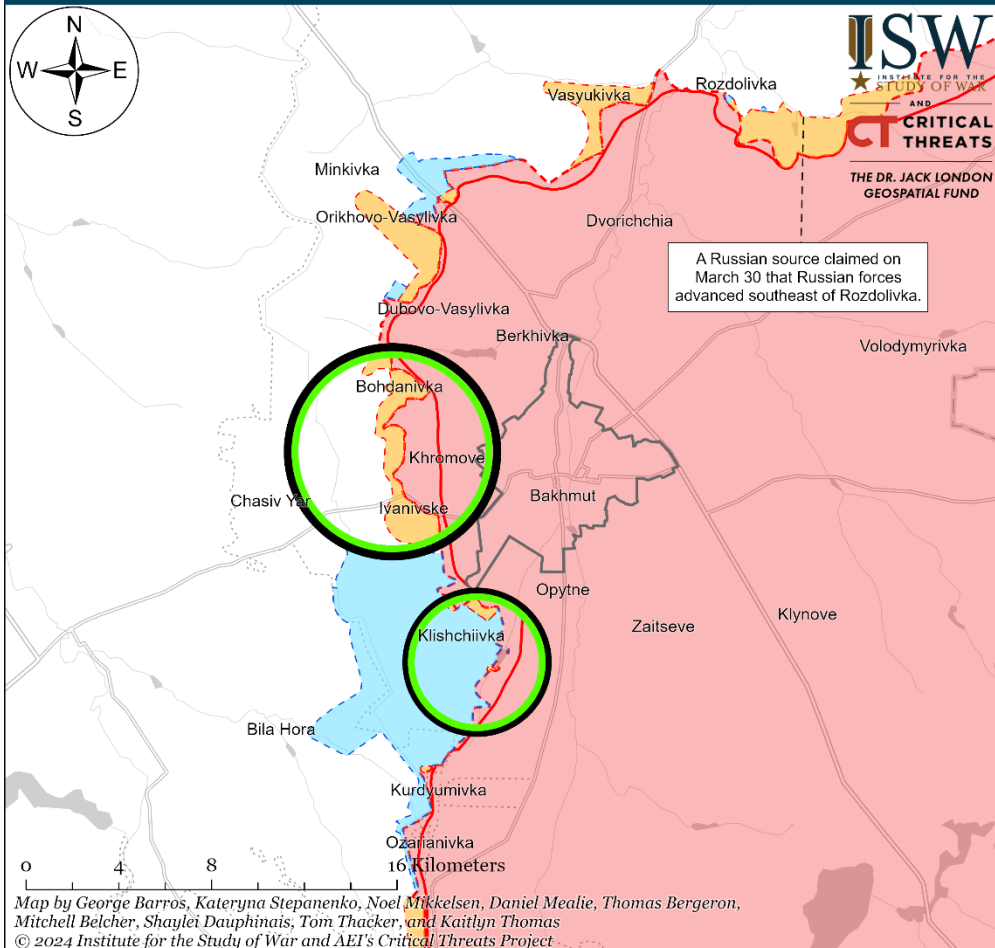 N
W E
S
ISW
INSTITUTE FOR THE
STUDY OF WAR
AND
CT CRITICAL
THREATS
THE DR. JACK LONDON
GEOSPATIAL FUND
Rozdolivka
Vasyukivka
Minkivka
Orikhovo-Vasylivka
Dvorichchia
A Russian source claimed on
March 30 that Russian forces
advanced southeast of Rozdolivka.
Dubovo-Vasylivka
Berkhivka
Volodymyrivka
Bohdanivka
Khromove
Chasiv Yar
Ivanivske
Bakhmut
Opytne
Klishchiivka
Zaitseve
Klynove
Bila Hora
Kurdyumivka
Ozarianivka
0 4 8 16 Kilometers
Map by George Barros, Kateryna Stepanenko, Noel Mikkelsen, Daniel Mealie, Thomas Bergeron,
Mitchell Belcher, Shaylei Dauphinais, Tom Thacker, and Kaitlyn Thomas
© 2024 Institute for the Study of War and AEI's Critical Threats Project